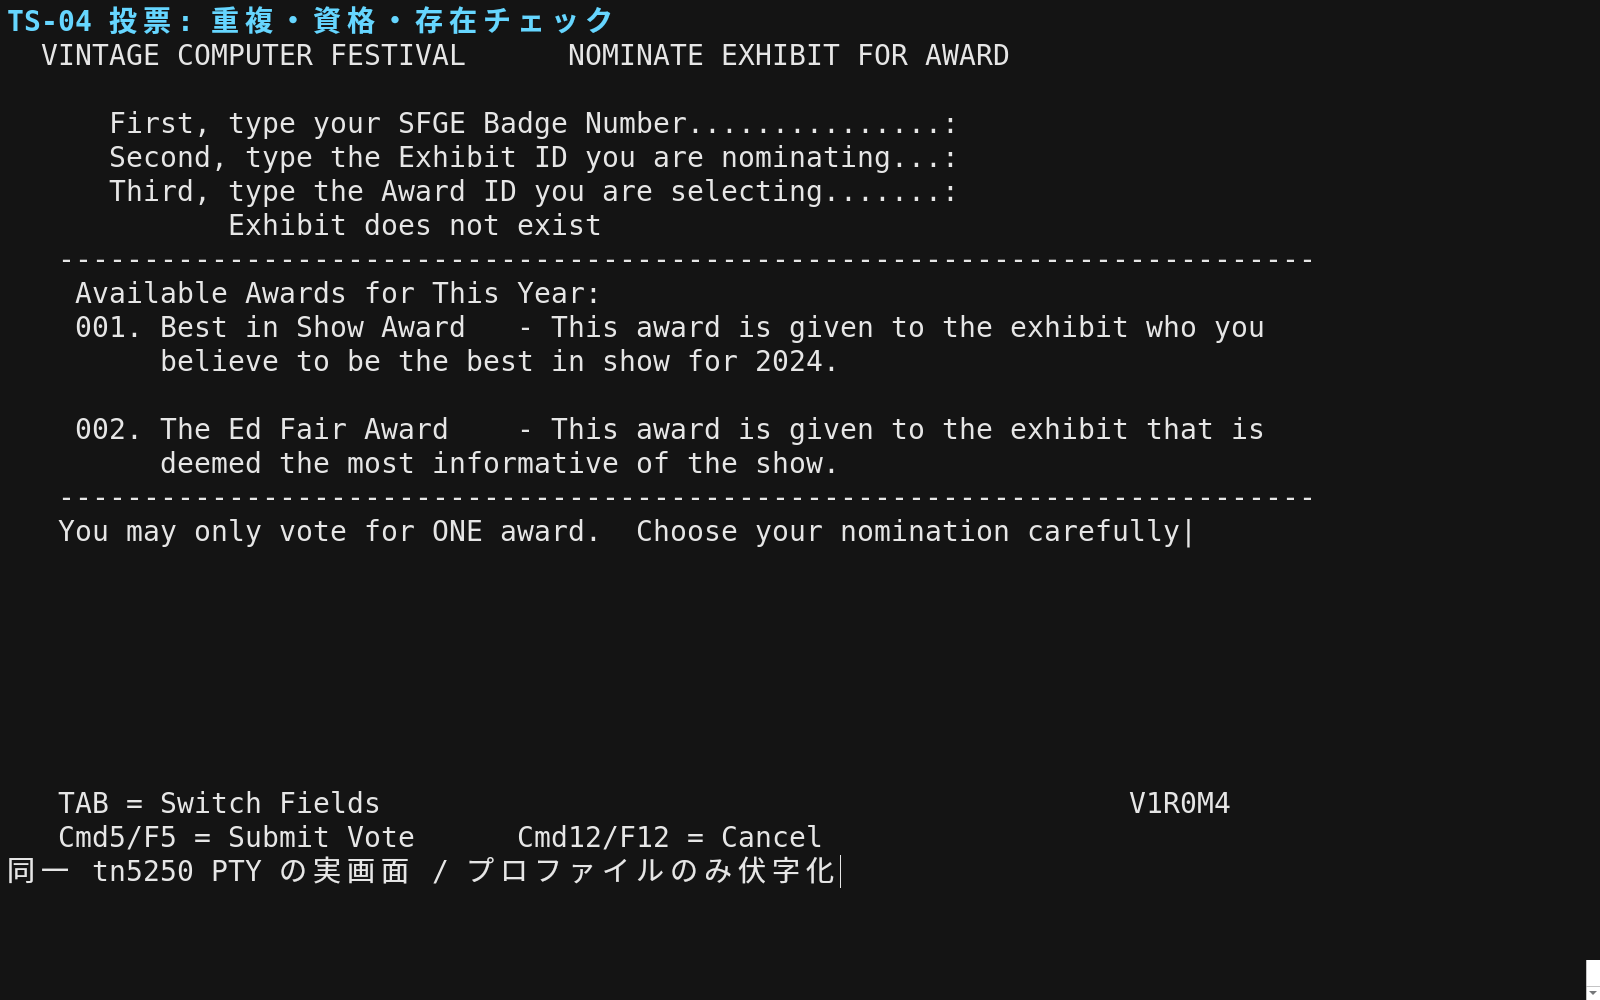 TS-04 投票: 重複・資格・存在チェック
VINTAGE COMPUTER FESTIVAL      NOMINATE EXHIBIT FOR AWARD
First, type your SFGE Badge Number...............:
Second, type the Exhibit ID you are nominating...:
Third, type the Award ID you are selecting.......:
Exhibit does not exist
--------------------------------------------------------------------------
Available Awards for This Year:
001. Best in Show Award   - This award is given to the exhibit who you
believe to be the best in show for 2024.
002. The Ed Fair Award    - This award is given to the exhibit that is
deemed the most informative of the show.
--------------------------------------------------------------------------
You may only vote for ONE award.  Choose your nomination carefully|
TAB = Switch Fields                                            V1R0M4
Cmd5/F5 = Submit Vote      Cmd12/F12 = Cancel
同一 tn5250 PTY の実画面 / プロファイルのみ伏字化